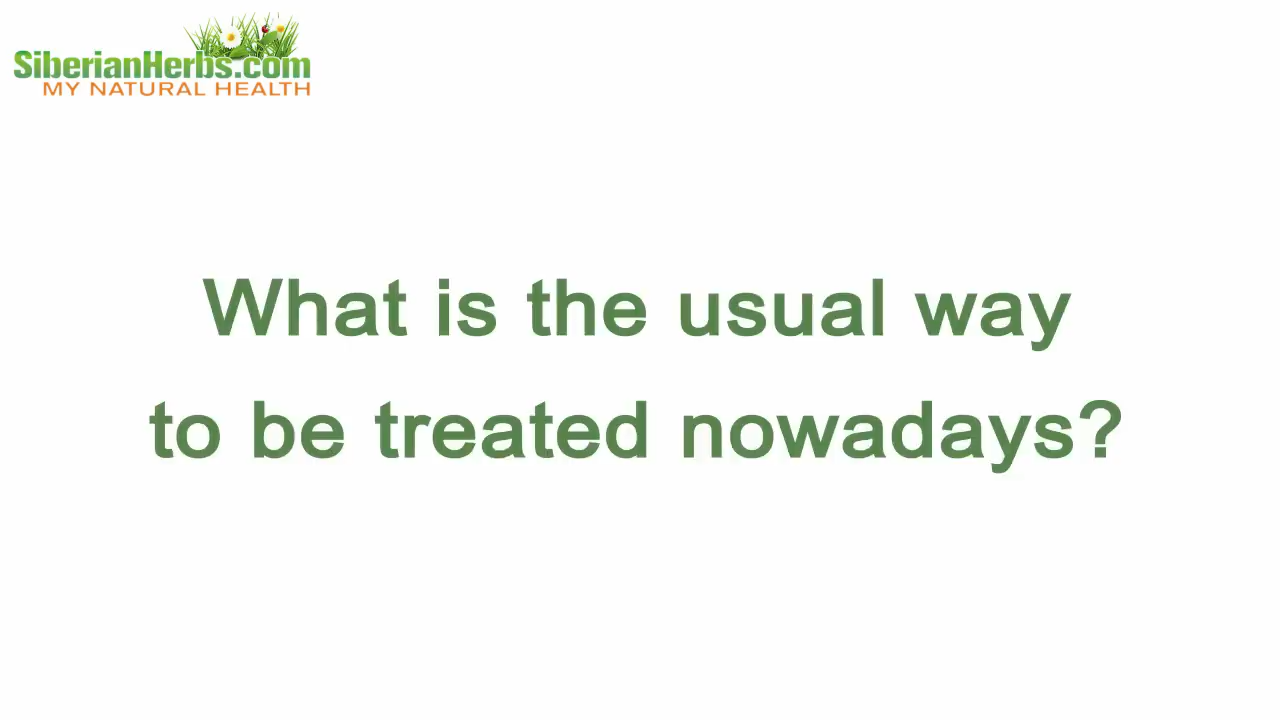 SiberianHerbs.com
MY NATURAL HEALTH
What is the usual way
to be treated nowadays?